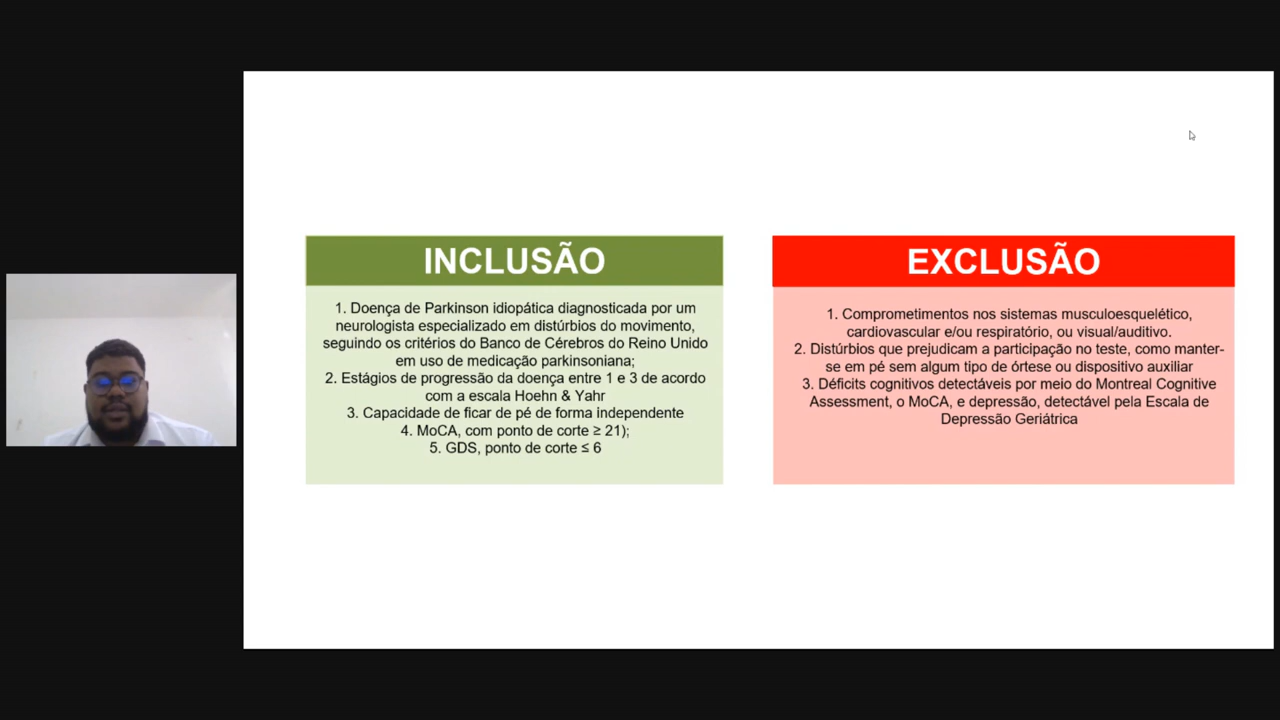 INCLUSÃO
1. Doença de Parkinson idiopática diagnosticada por um
neurologista especializado em distúrbios do movimento,
seguindo os critérios do Banco de Cérebros do Reino Unido
em uso de medicação parkinsoniana;
2. Estágios de progressão da doença entre 1 e 3 de acordo
com a escala Hoehn & Yahr
3. Capacidade de ficar de pé de forma independente
4. MoCA, com ponto de corte ≥ 21);
5. GDS, ponto de corte ≤ 6
EXCLUSÃO
1. Comprometimentos nos sistemas musculoesquelético,
cardiovascular e/ou respiratório, ou visual/auditivo.
2. Distúrbios que prejudicam a participação no teste, como manter-
se em pé sem algum tipo de órtese ou dispositivo auxiliar
3. Déficits cognitivos detectáveis por meio do Montreal Cognitive
Assessment, o MoCA, e depressão, detectável pela Escala de
Depressão Geriátrica